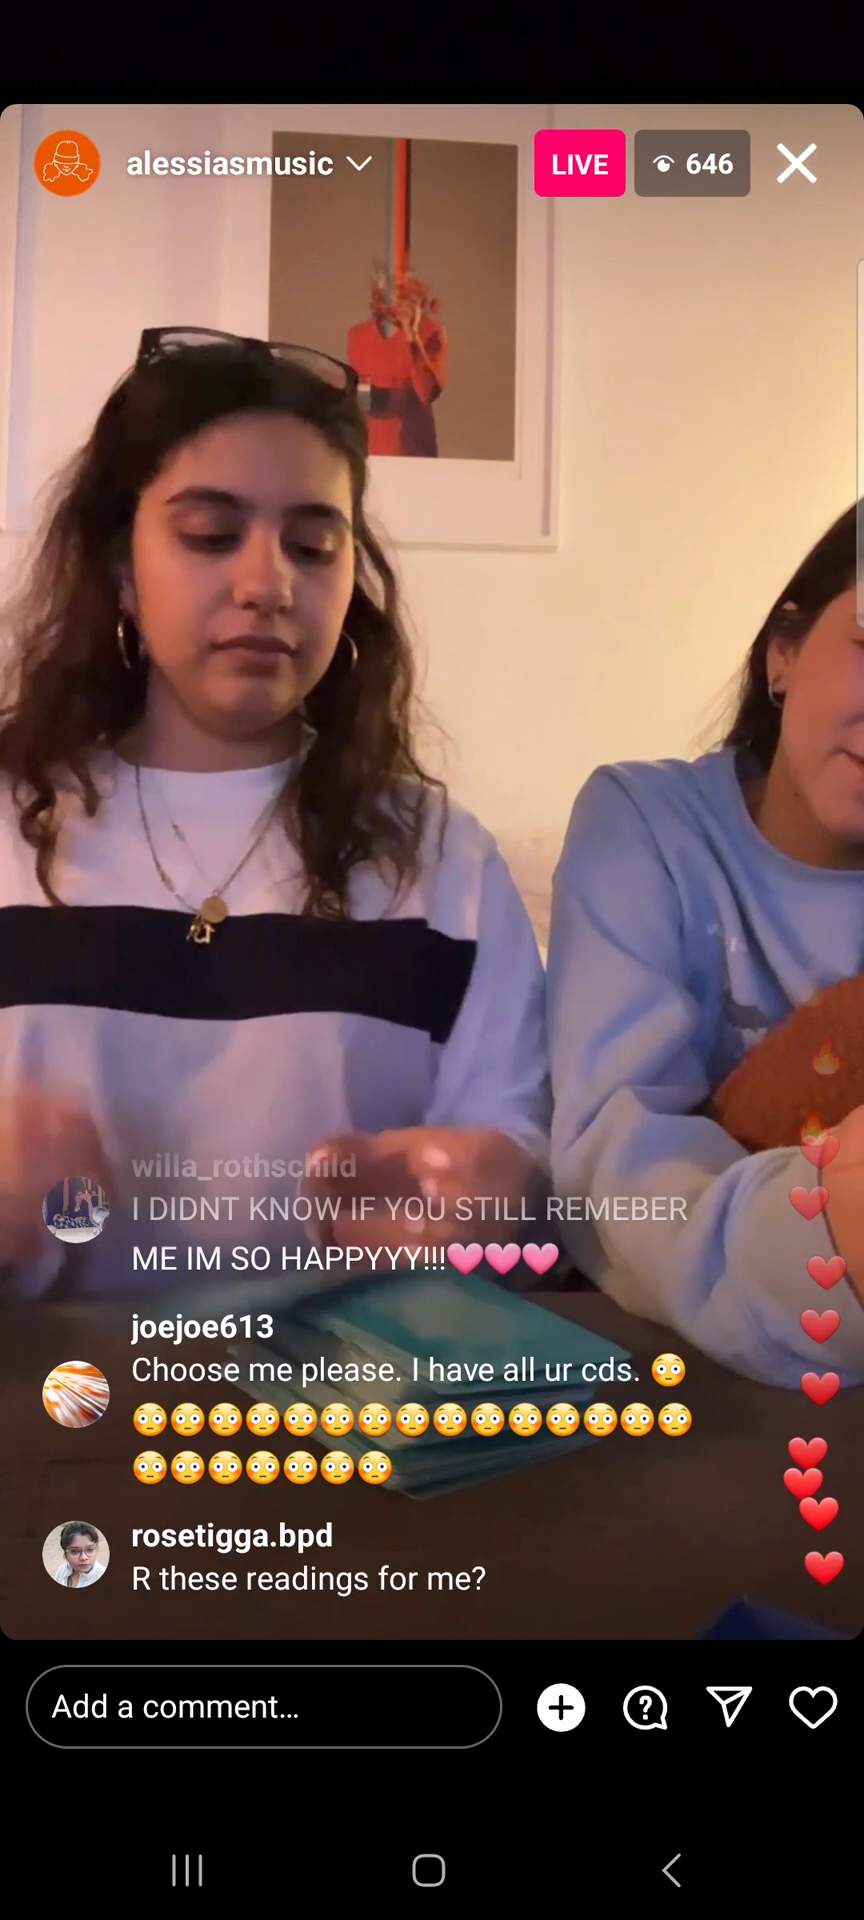 alessiasmusic
LIVE
646
willa_rothschild
I DIDNT KNOW IF YOU STILL REMEBER
ME IM SO HAPPYYY!!!🩷🩷🩷
joejoe613
Choose me please. I have all ur cds. 😳
😳😳😳😳😳😳😳😳😳😳😳😳😳😳😳
😳😳😳😳😳😳😳
rosetigga.bpd
R these readings for me?
Add a comment...